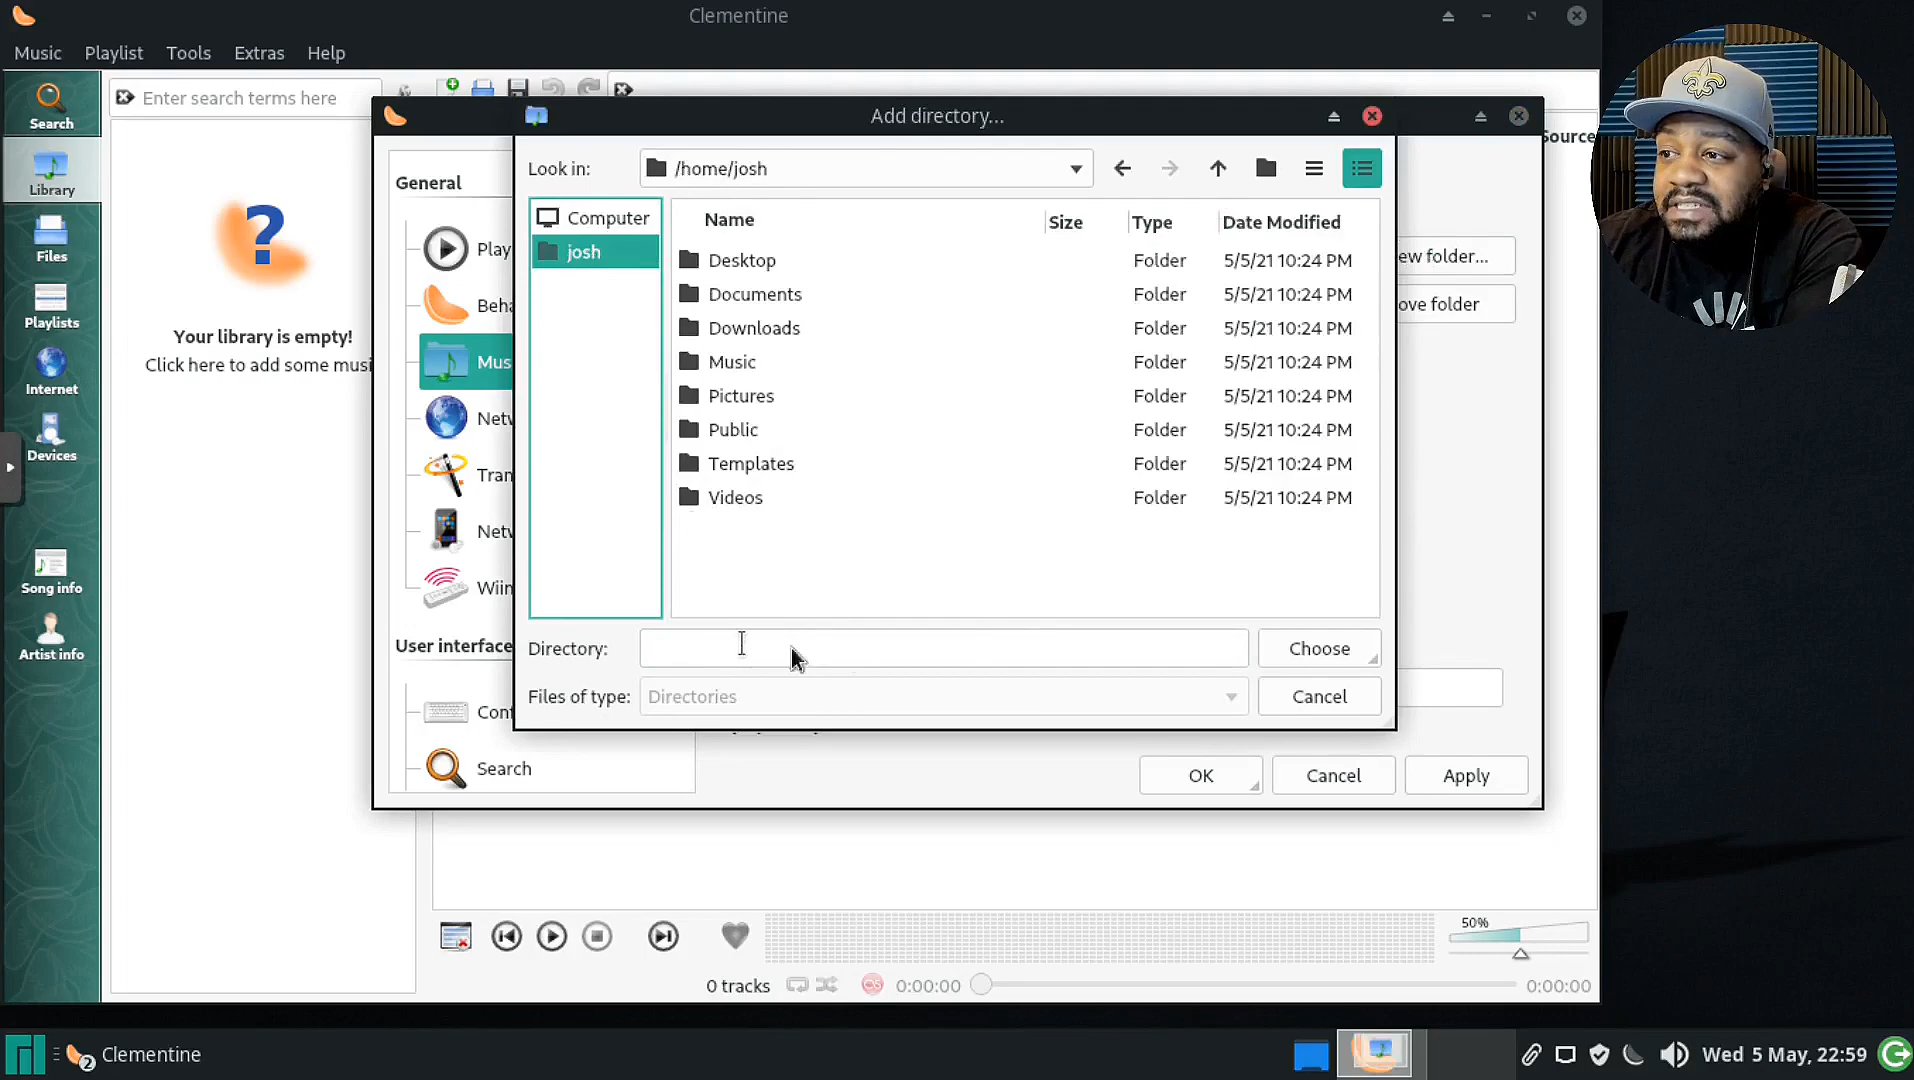 Clementine
Music Playlist Tools Extras Help
Search
Library
Files
Playlists
Internet
Devices
Song info
Artist info
Enter search terms here
Your library is empty!
Click here to add some musi
Source
General
Play
Beha
Mus
Netw
Tran
Netw
Wiin
User interface
Cont
Search
ew folder...
ove folder
OK Cancel Apply
Add directory...
Look in: /home/josh
Computer
josh
Name Size Type Date Modified
Desktop Folder 5/5/21 10:24 PM
Documents Folder 5/5/21 10:24 PM
Downloads Folder 5/5/21 10:24 PM
Music Folder 5/5/21 10:24 PM
Pictures Folder 5/5/21 10:24 PM
Public Folder 5/5/21 10:24 PM
Templates Folder 5/5/21 10:24 PM
Videos Folder 5/5/21 10:24 PM
Directory: Choose
Files of type: Directories Cancel
50%
0 tracks 0:00:00 0:00:00
2 Clementine Wed 5 May, 22:59